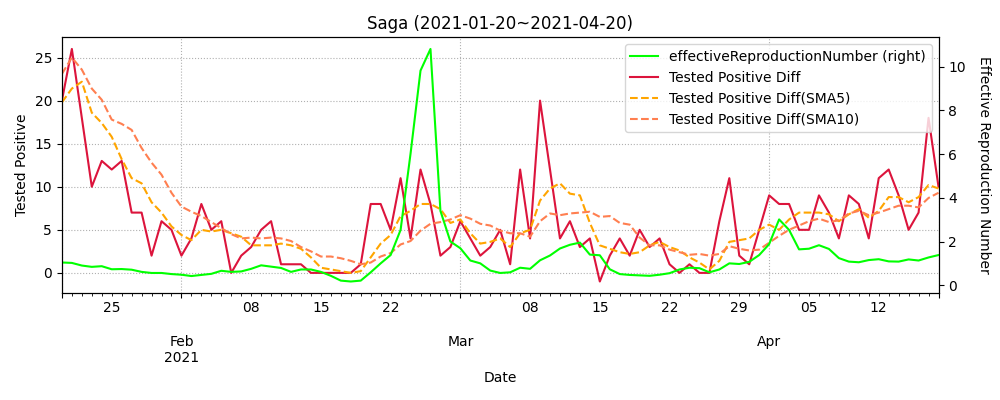 Saga (2021-01-20~2021-04-20)
effectiveReproductionNumber (right)
Tested Positive Diff
Tested Positive Diff(SMA5)
Tested Positive Diff(SMA10)
Tested Positive
25
20
15
10
5
0
Effective Reproduction Number
10
8
6
4
2
0
25 08 15 22 08 15 22 29 05 12
Feb Mar Apr
2021
Date